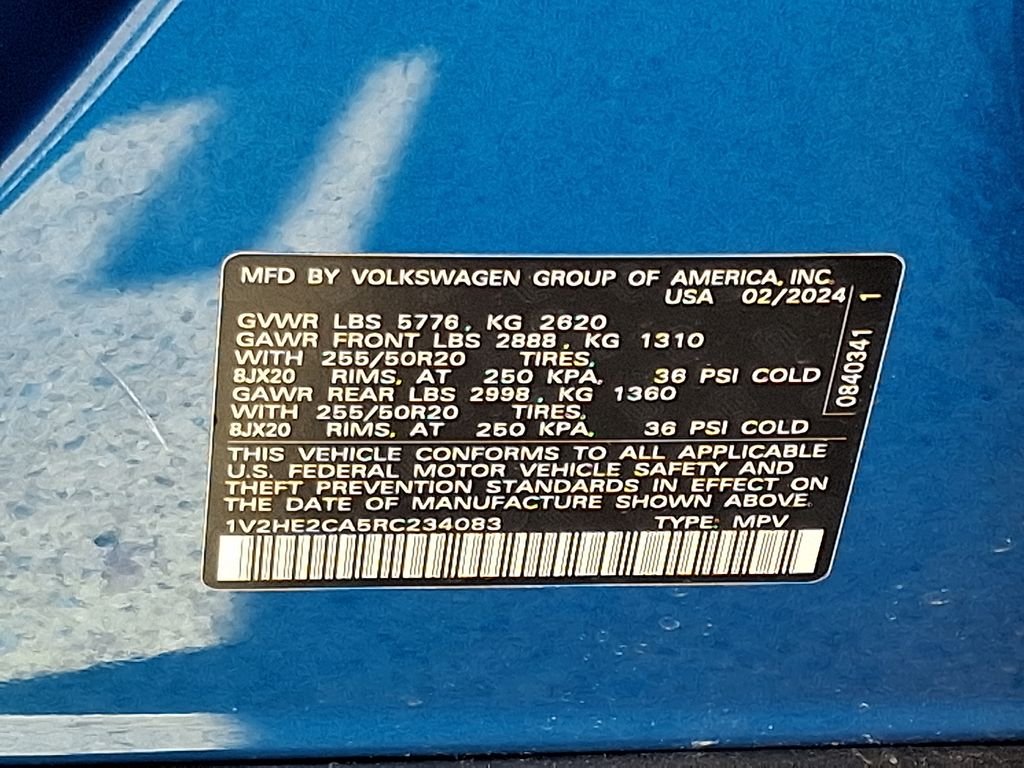 MFD BY VOLKSWAGEN GROUP OF AMERICA, INC.
USA 02/2024
GVWR LBS 5776, KG 2620
GAWR FRONT LBS 2888, KG 1310
WITH 255/50R20 TIRES,
8JX20 RIMS, AT 250 KPA, 36 PSI COLD
GAWR REAR LBS 2998, KG 1360
WITH 255/50R20 TIRES,
8JX20 RIMS, AT 250 KPA, 36 PSI COLD
THIS VEHICLE CONFORMS TO ALL APPLICABLE
U.S. FEDERAL MOTOR VEHICLE SAFETY AND
THEFT PREVENTION STANDARDS IN EFFECT ON
THE DATE OF MANUFACTURE SHOWN ABOVE.
1V2HE2CA5RC234083 TYPE: MPV
0840341 1